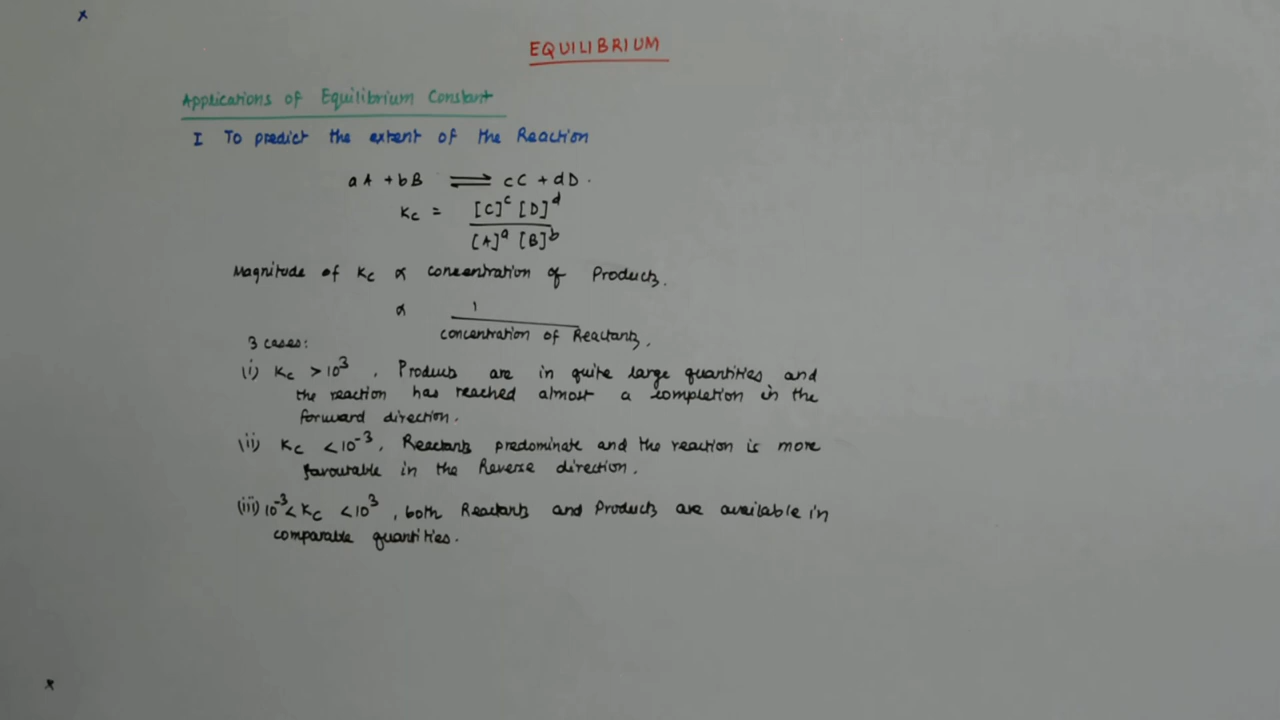 EQUILIBRIUM
Applications of Equilibrium Constant
I To predict the extent of the Reaction
aA + bB ⇌ cC + dD.
Kc = [C]^c [D]^d / [A]^a [B]^b
Magnitude of Kc ∝ concentration of Products.
∝ 1 / concentration of Reactants.
3 cases:
(i) Kc > 10³, Products are in quite large quantities and
the reaction has reached almost a completion in the
forward direction.
(ii) Kc < 10⁻³, Reactants predominate and the reaction is more
favourable in the Reverse direction.
(iii) 10⁻³ < Kc < 10³, both Reactants and Products are available in
comparable quantities.